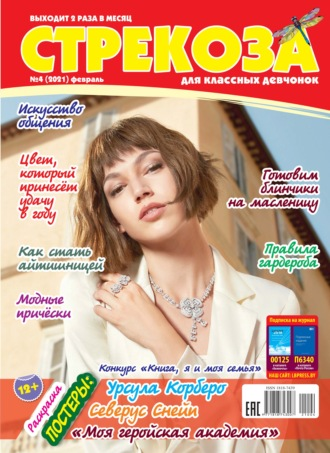 ВЫХОДИТ 2 РАЗА В МЕСЯЦ
СТРЕКОЗА
для классных девчонок
№4 (2021) февраль
Искусство
общения
Цвет,
который
принесёт
удачу
в году
Как стать
айтишницей
Модные
причёски
Готовим
блинчики
на масленицу
Правила
гардероба
Подписка на журнал
00125
П6340
НАШ САЙТ: LBPRESS.BY
Конкурс «Книга, я и моя семья»
12+
Раскраска
ПОСТЕРЫ:
Урсула Корберо
Северус Снейп
«Моя геройская академия»
EAC